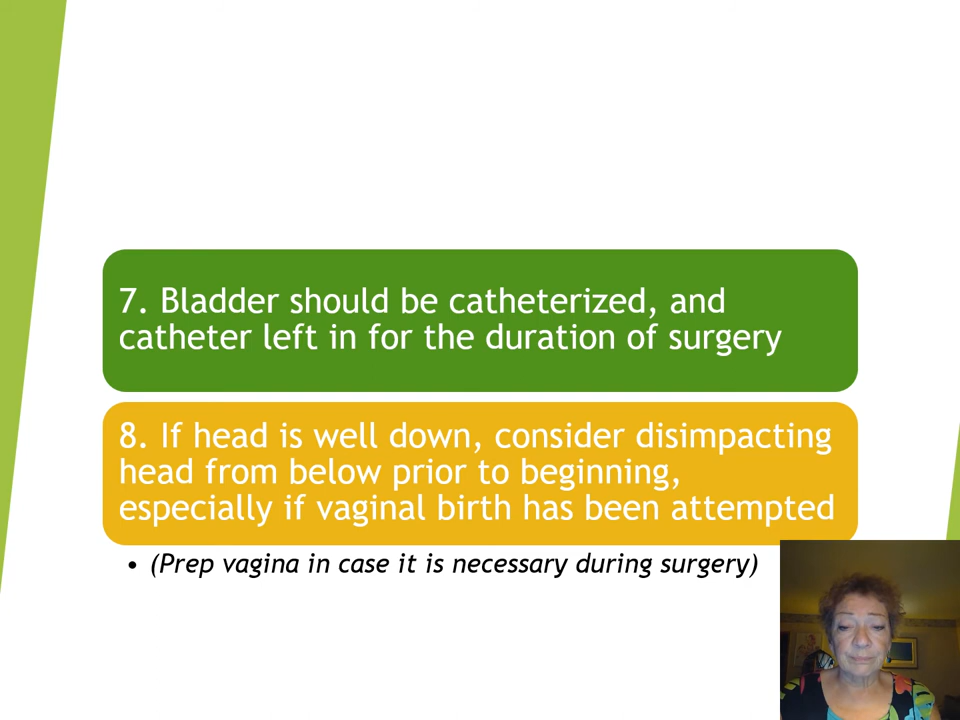 7. Bladder should be catheterized, and
catheter left in for the duration of surgery
8. If head is well down, consider disimpacting
head from below prior to beginning,
especially if vaginal birth has been attempted
• (Prep vagina in case it is necessary during surgery)